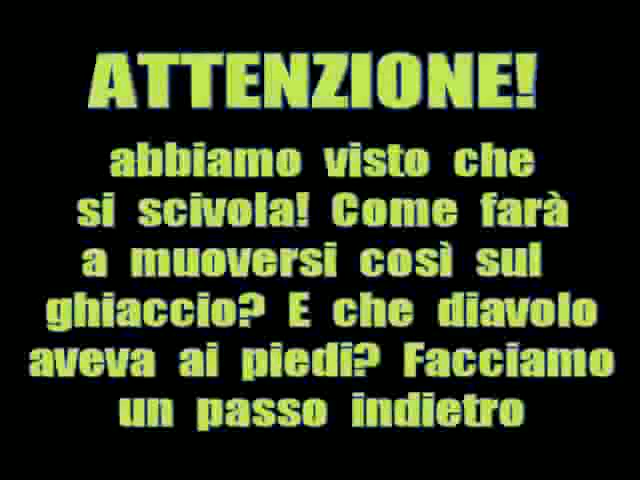 ATTENZIONE!
abbiamo visto che
si scivola! Come farà
a muoversi così sul
ghiaccio? E che diavolo
aveva ai piedi? Facciamo
un passo indietro